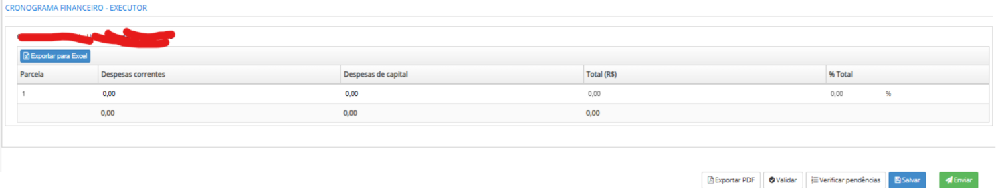 CRONOGRAMA FINANCEIRO - EXECUTOR
Exportar para Excel
Parcela Despesas correntes Despesas de capital Total (R$) % Total
1 0,00 0,00 0,00 0,00 %
0,00 0,00 0,00
Exportar PDF Validar Verificar pendências Salvar Enviar